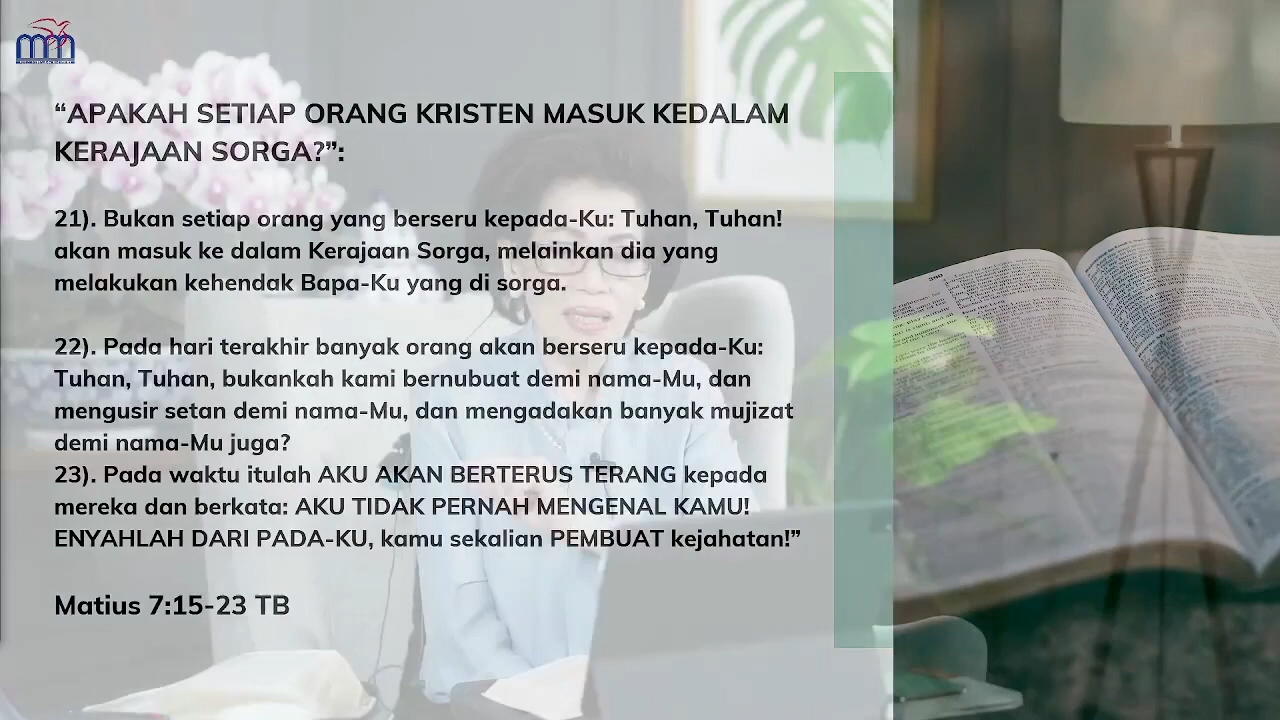 “APAKAH SETIAP ORANG KRISTEN MASUK KEDALAM
KERAJAAN SORGA?”:
21). Bukan setiap orang yang berseru kepada-Ku: Tuhan, Tuhan!
akan masuk ke dalam Kerajaan Sorga, melainkan dia yang
melakukan kehendak Bapa-Ku yang di sorga.
22). Pada hari terakhir banyak orang akan berseru kepada-Ku:
Tuhan, Tuhan, bukankah kami bernubuat demi nama-Mu, dan
mengusir setan demi nama-Mu, dan mengadakan banyak mujizat
demi nama-Mu juga?
23). Pada waktu itulah AKU AKAN BERTERUS TERANG kepada
mereka dan berkata: AKU TIDAK PERNAH MENGENAL KAMU!
ENYAHLAH DARI PADA-KU, kamu sekalian PEMBUAT kejahatan!”
Matius 7:15-23 TB